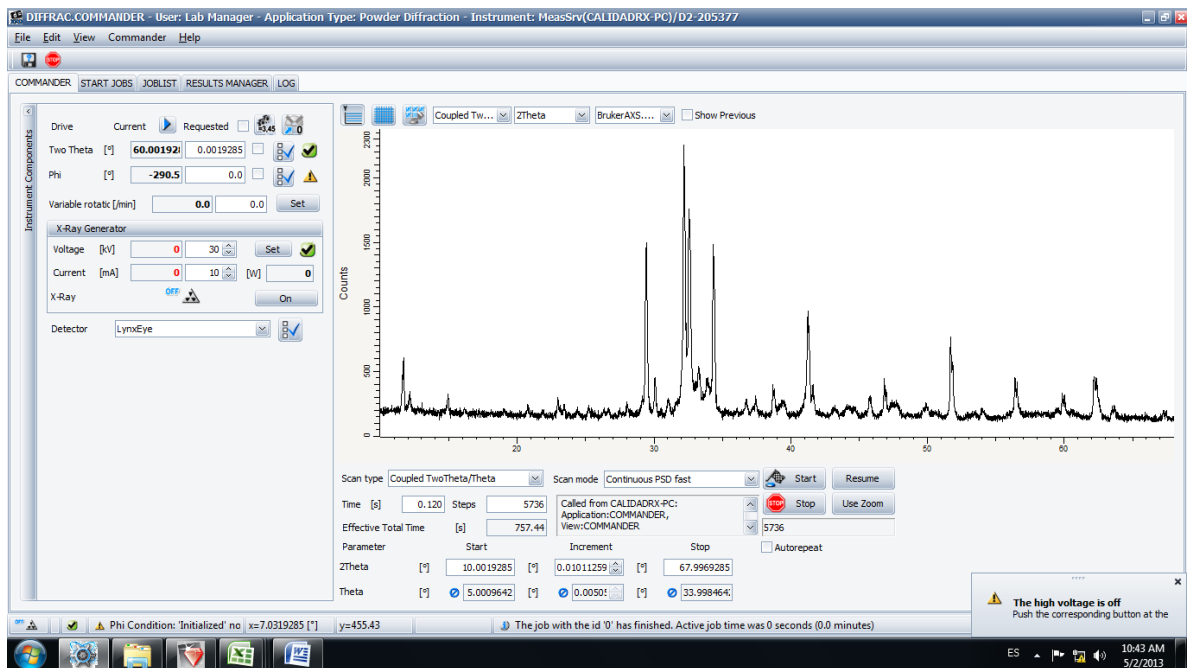 DIFFRAC.COMMANDER - User: Lab Manager - Application Type: Powder Diffraction - Instrument: MeasSrv(CALIDADRX-PC)/D2-205377
File Edit View Commander Help
STOP
COMMANDER START JOBS JOBLIST RESULTS MANAGER LOG
Instrument Components
Drive Current Requested
Two Theta [º] 60.00192 0.0019285
Phi [º] -290.5 0.0
Variable rotatic [/min] 0.0 0.0 Set
X-Ray Generator
Voltage [kV] 0 30 Set
Current [mA] 0 10 [W] 0
X-Ray OFF On
Detector LynxEye
Coupled Tw... 2Theta BrukerAXS.... Show Previous
Counts
2300
2000
1500
1000
500
0
20 30 40 50 60
Scan type Coupled TwoTheta/Theta Scan mode Continuous PSD fast Start Resume
Time [s] 0.120 Steps 5736 Called from CALIDADRX-PC: STOP Stop Use Zoom
Application:COMMANDER,
Effective Total Time [s] 757.44 View:COMMANDER 5736
Parameter Start Increment Stop Autorepeat
2Theta [º] 10.0019285 [º] 0.01011259 [º] 67.9969285
Theta [º] 5.0009642 [º] 0.00505 [º] 33.998464
The high voltage is off
Push the corresponding button at the
OFF Phi Condition: 'Initialized' no x=7.0319285 [º] y=455.43 The job with the id '0' has finished. Active job time was 0 seconds (0.0 minutes)
ES 10:43 AM
5/2/2013